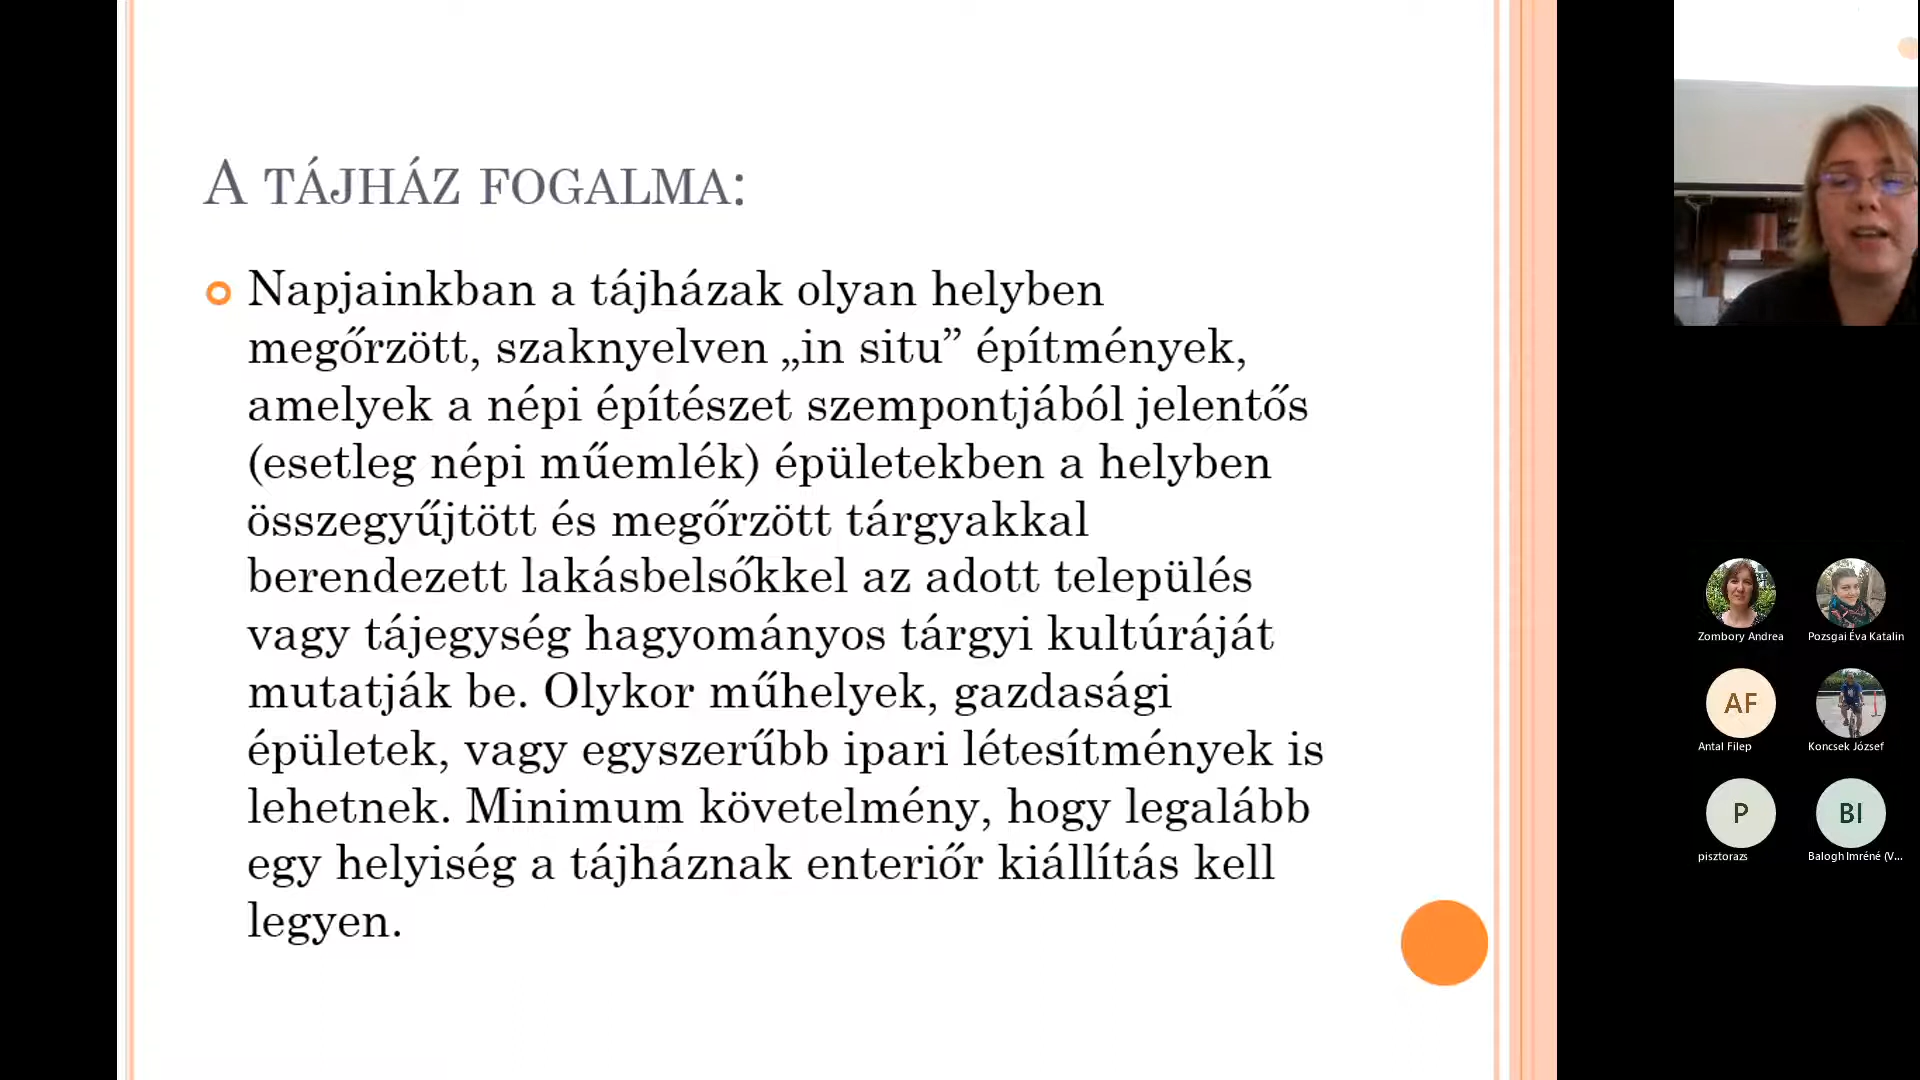 A TÁJHÁZ FOGALMA:
Napjainkban a tájházak olyan helyben
megőrzött, szaknyelven „in situ” építmények,
amelyek a népi építészet szempontjából jelentős
(esetleg népi műemlék) épületekben a helyben
összegyűjtött és megőrzött tárgyakkal
berendezett lakásbelsőkkel az adott település
vagy tájegység hagyományos tárgyi kultúráját
mutatják be. Olykor műhelyek, gazdasági
épületek, vagy egyszerűbb ipari létesítmények is
lehetnek. Minimum követelmény, hogy legalább
egy helyiség a tájháznak enteriőr kiállítás kell
legyen.
Zombory Andrea
Pozsgai Éva Katalin
AF
Antal Filep
Koncsek József
P
BI
pisztorazs
Balogh Imréné (V...